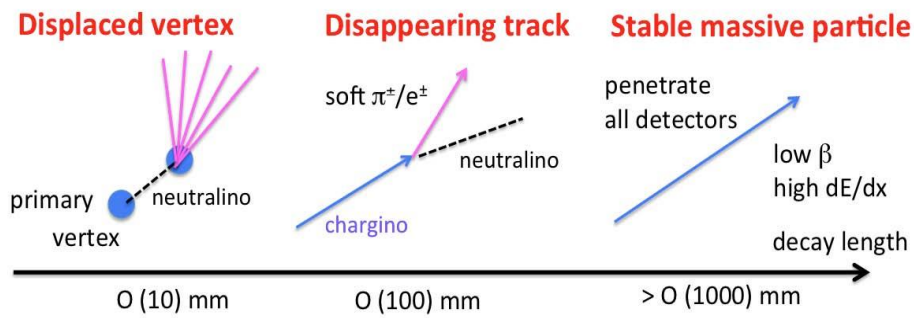 Displaced vertex
Disappearing track
Stable massive particle
soft π±/e±
penetrate
all detectors
neutralino
low β
high dE/dx
primary
vertex
neutralino
chargino
decay length
O (10) mm
O (100) mm
> O (1000) mm